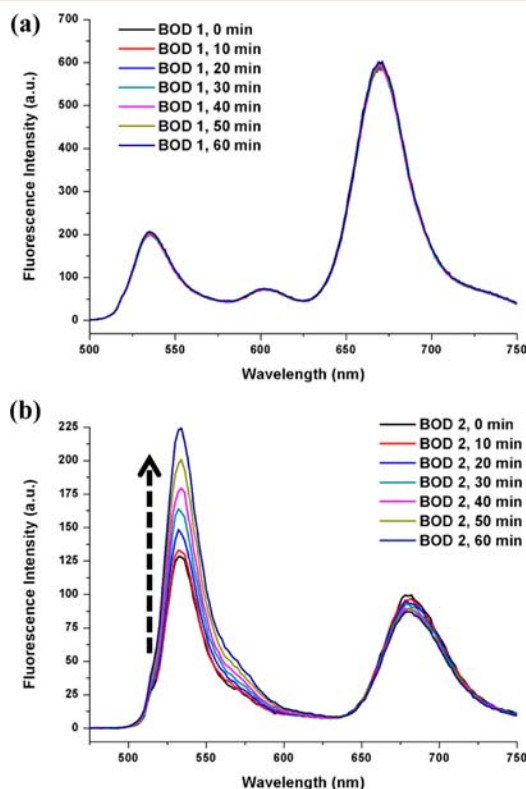 (a)
BOD 1, 0 min
BOD 1, 10 min
BOD 1, 20 min
BOD 1, 30 min
BOD 1, 40 min
BOD 1, 50 min
BOD 1, 60 min
Fluorescence Intensity (a.u.)
700
600
500
400
300
200
100
0
500 550 600 650 700 750
Wavelength (nm)
(b)
BOD 2, 0 min
BOD 2, 10 min
BOD 2, 20 min
BOD 2, 30 min
BOD 2, 40 min
BOD 2, 50 min
BOD 2, 60 min
Fluorescence Intensity (a.u.)
225
200
175
150
125
100
75
50
25
0
500 550 600 650 700 750
Wavelength (nm)